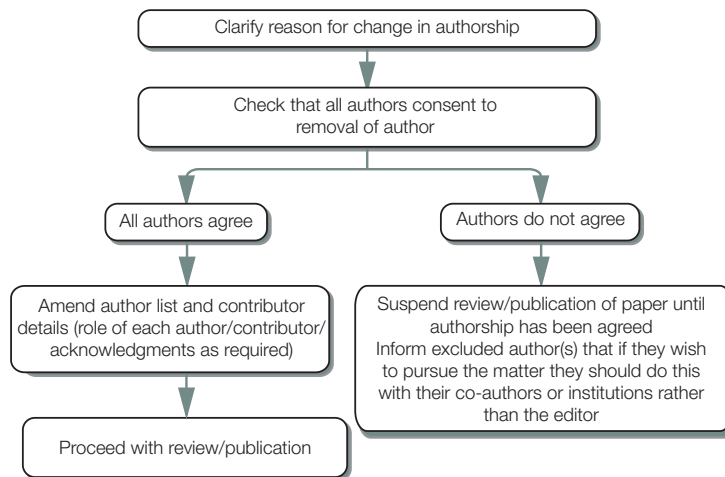 Clarify reason for change in authorship
Check that all authors consent to
removal of author
All authors agree
Authors do not agree
Amend author list and contributor
details (role of each author/contributor/
acknowledgments as required)
Suspend review/publication of paper until
authorship has been agreed
Inform excluded author(s) that if they wish
to pursue the matter they should do this
with their co-authors or institutions rather
than the editor
Proceed with review/publication